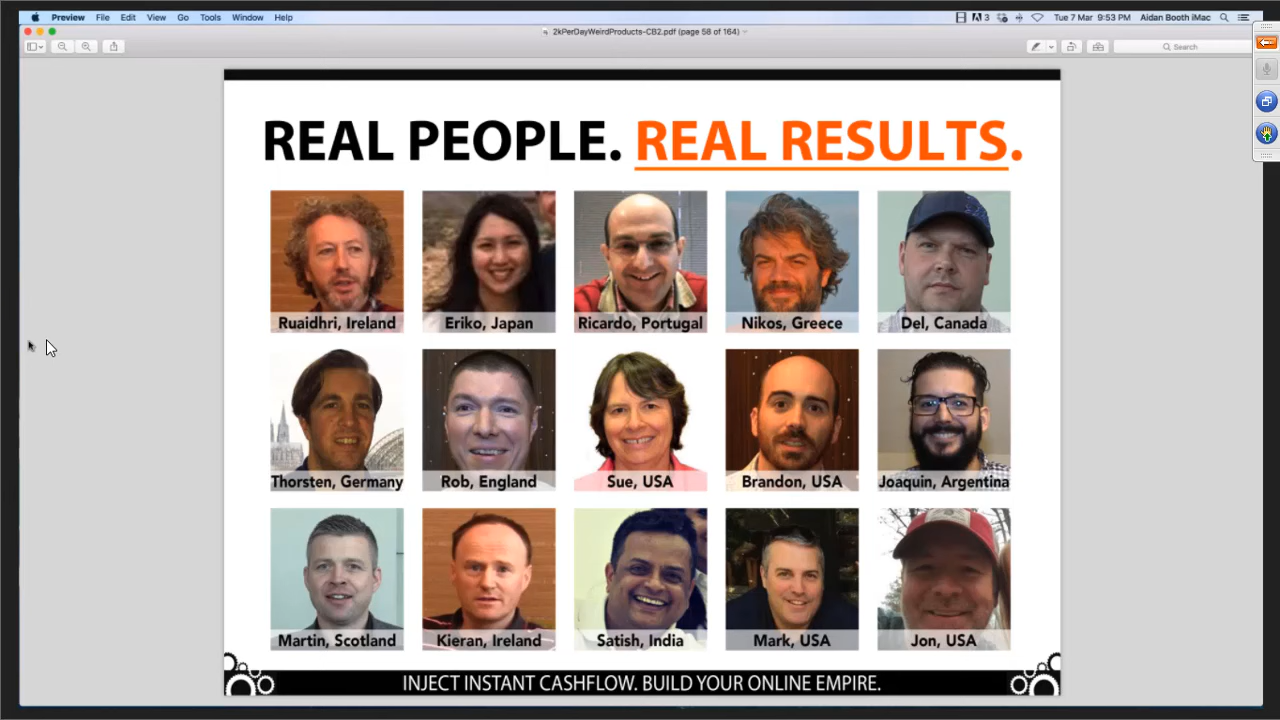 Preview File Edit View Go Tools Window Help
3
Tue 7 Mar 9:53 PM Aidan Booth iMac
2kPerDayWeirdProducts-CB2.pdf (page 58 of 164)
Search
REAL PEOPLE. REAL RESULTS.
Ruaidhri, Ireland
Eriko, Japan
Ricardo, Portugal
Nikos, Greece
Del, Canada
Thorsten, Germany
Rob, England
Sue, USA
Brandon, USA
Joaquin, Argentina
Martin, Scotland
Kieran, Ireland
Satish, India
Mark, USA
Jon, USA
INJECT INSTANT CASHFLOW. BUILD YOUR ONLINE EMPIRE.